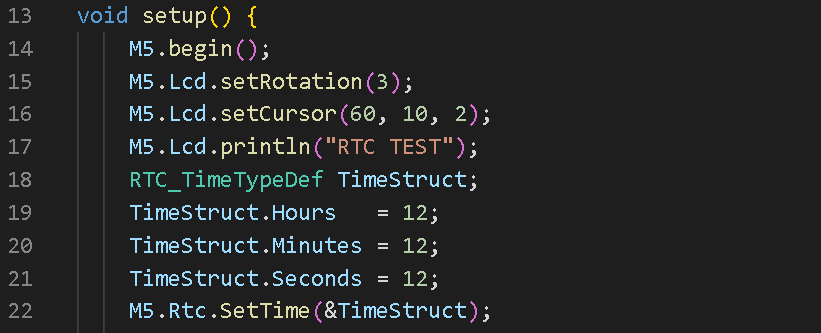 13 void setup() {
14 M5.begin();
15 M5.Lcd.setRotation(3);
16 M5.Lcd.setCursor(60, 10, 2);
17 M5.Lcd.println("RTC TEST");
18 RTC_TimeTypeDef TimeStruct;
19 TimeStruct.Hours   = 12;
20 TimeStruct.Minutes = 12;
21 TimeStruct.Seconds = 12;
22 M5.Rtc.SetTime(&TimeStruct);